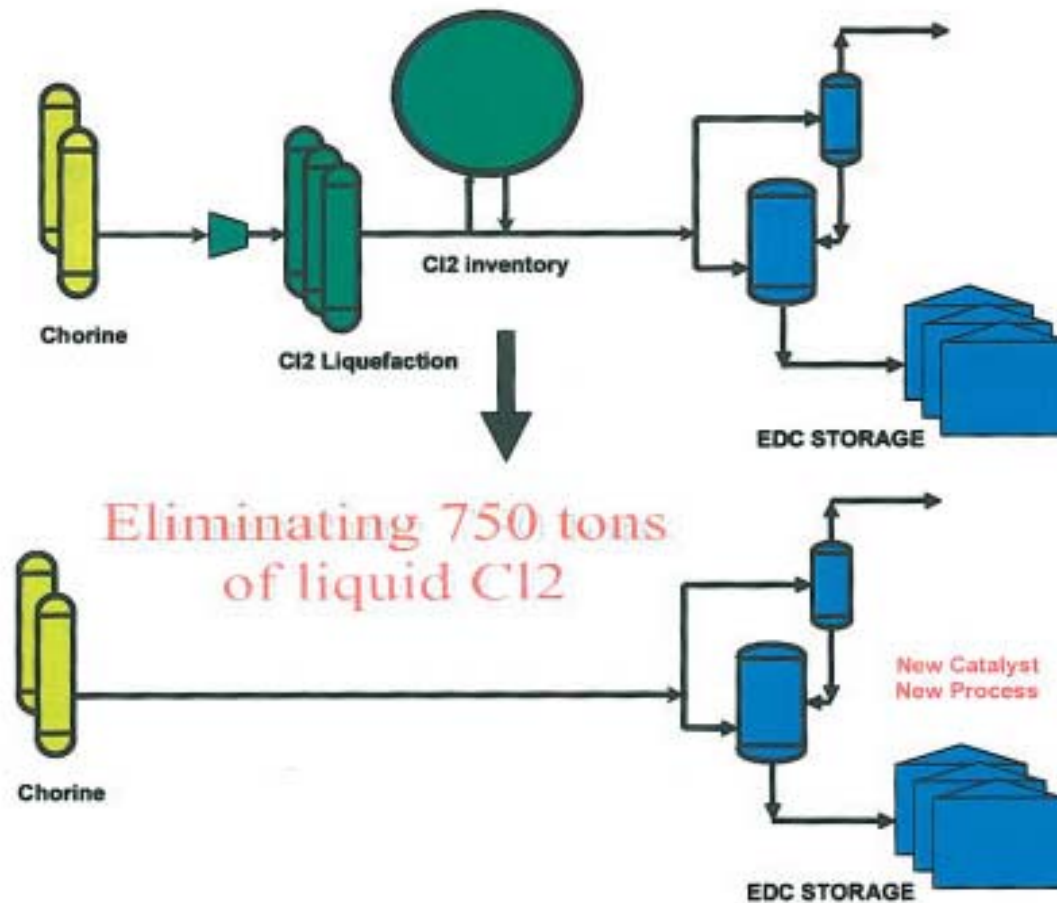 Chorine
Cl2 Liquefaction
Cl2 inventory
EDC STORAGE
Eliminating 750 tons
of liquid Cl2
New Catalyst
New Process
Chorine
EDC STORAGE